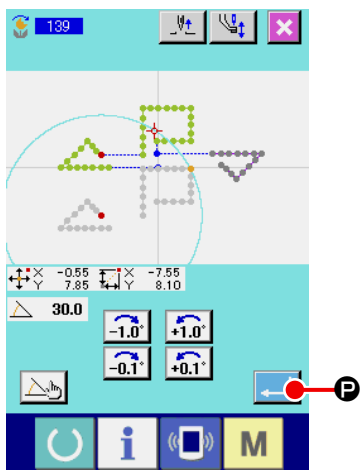 139
X -0.55 X -7.55
Y 7.85 Y 8.10
30.0
-1.0° +1.0°
-0.1° +0.1°
P
i M